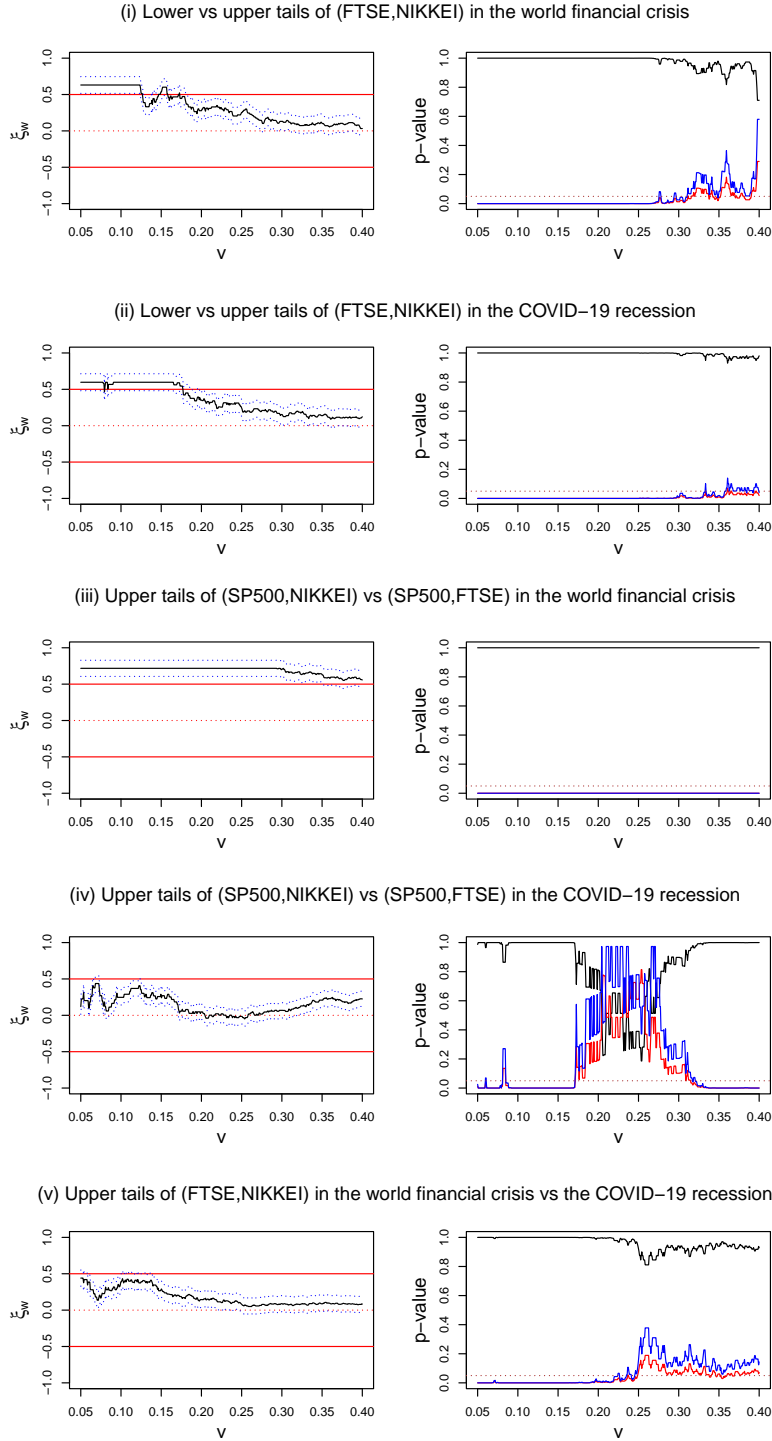 (i) Lower vs upper tails of (FTSE,NIKKEI) in the world financial crisis
1.0
0.5
0.0
−0.5
−1.0
ξw
0.05 0.10 0.15 0.20 0.25 0.30 0.35 0.40
v
1.0
0.8
0.6
0.4
0.2
0.0
p−value
0.05 0.10 0.15 0.20 0.25 0.30 0.35 0.40
v
(ii) Lower vs upper tails of (FTSE,NIKKEI) in the COVID−19 recession
1.0
0.5
0.0
−0.5
−1.0
ξw
0.05 0.10 0.15 0.20 0.25 0.30 0.35 0.40
v
1.0
0.8
0.6
0.4
0.2
0.0
p−value
0.05 0.10 0.15 0.20 0.25 0.30 0.35 0.40
v
(iii) Upper tails of (SP500,NIKKEI) vs (SP500,FTSE) in the world financial crisis
1.0
0.5
0.0
−0.5
−1.0
ξw
0.05 0.10 0.15 0.20 0.25 0.30 0.35 0.40
v
1.0
0.8
0.6
0.4
0.2
0.0
p−value
0.05 0.10 0.15 0.20 0.25 0.30 0.35 0.40
v
(iv) Upper tails of (SP500,NIKKEI) vs (SP500,FTSE) in the COVID−19 recession
1.0
0.5
0.0
−0.5
−1.0
ξw
0.05 0.10 0.15 0.20 0.25 0.30 0.35 0.40
v
1.0
0.8
0.6
0.4
0.2
0.0
p−value
0.05 0.10 0.15 0.20 0.25 0.30 0.35 0.40
v
(v) Upper tails of (FTSE,NIKKEI) in the world financial crisis vs the COVID−19 recession
1.0
0.5
0.0
−0.5
−1.0
ξw
0.05 0.10 0.15 0.20 0.25 0.30 0.35 0.40
v
1.0
0.8
0.6
0.4
0.2
0.0
p−value
0.05 0.10 0.15 0.20 0.25 0.30 0.35 0.40
v